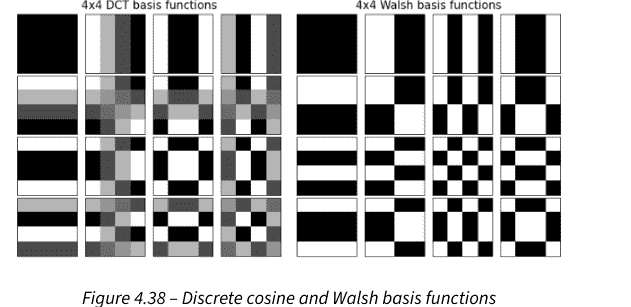 4x4 DCT basis functions
4x4 Walsh basis functions
Figure 4.38 – Discrete cosine and Walsh basis functions